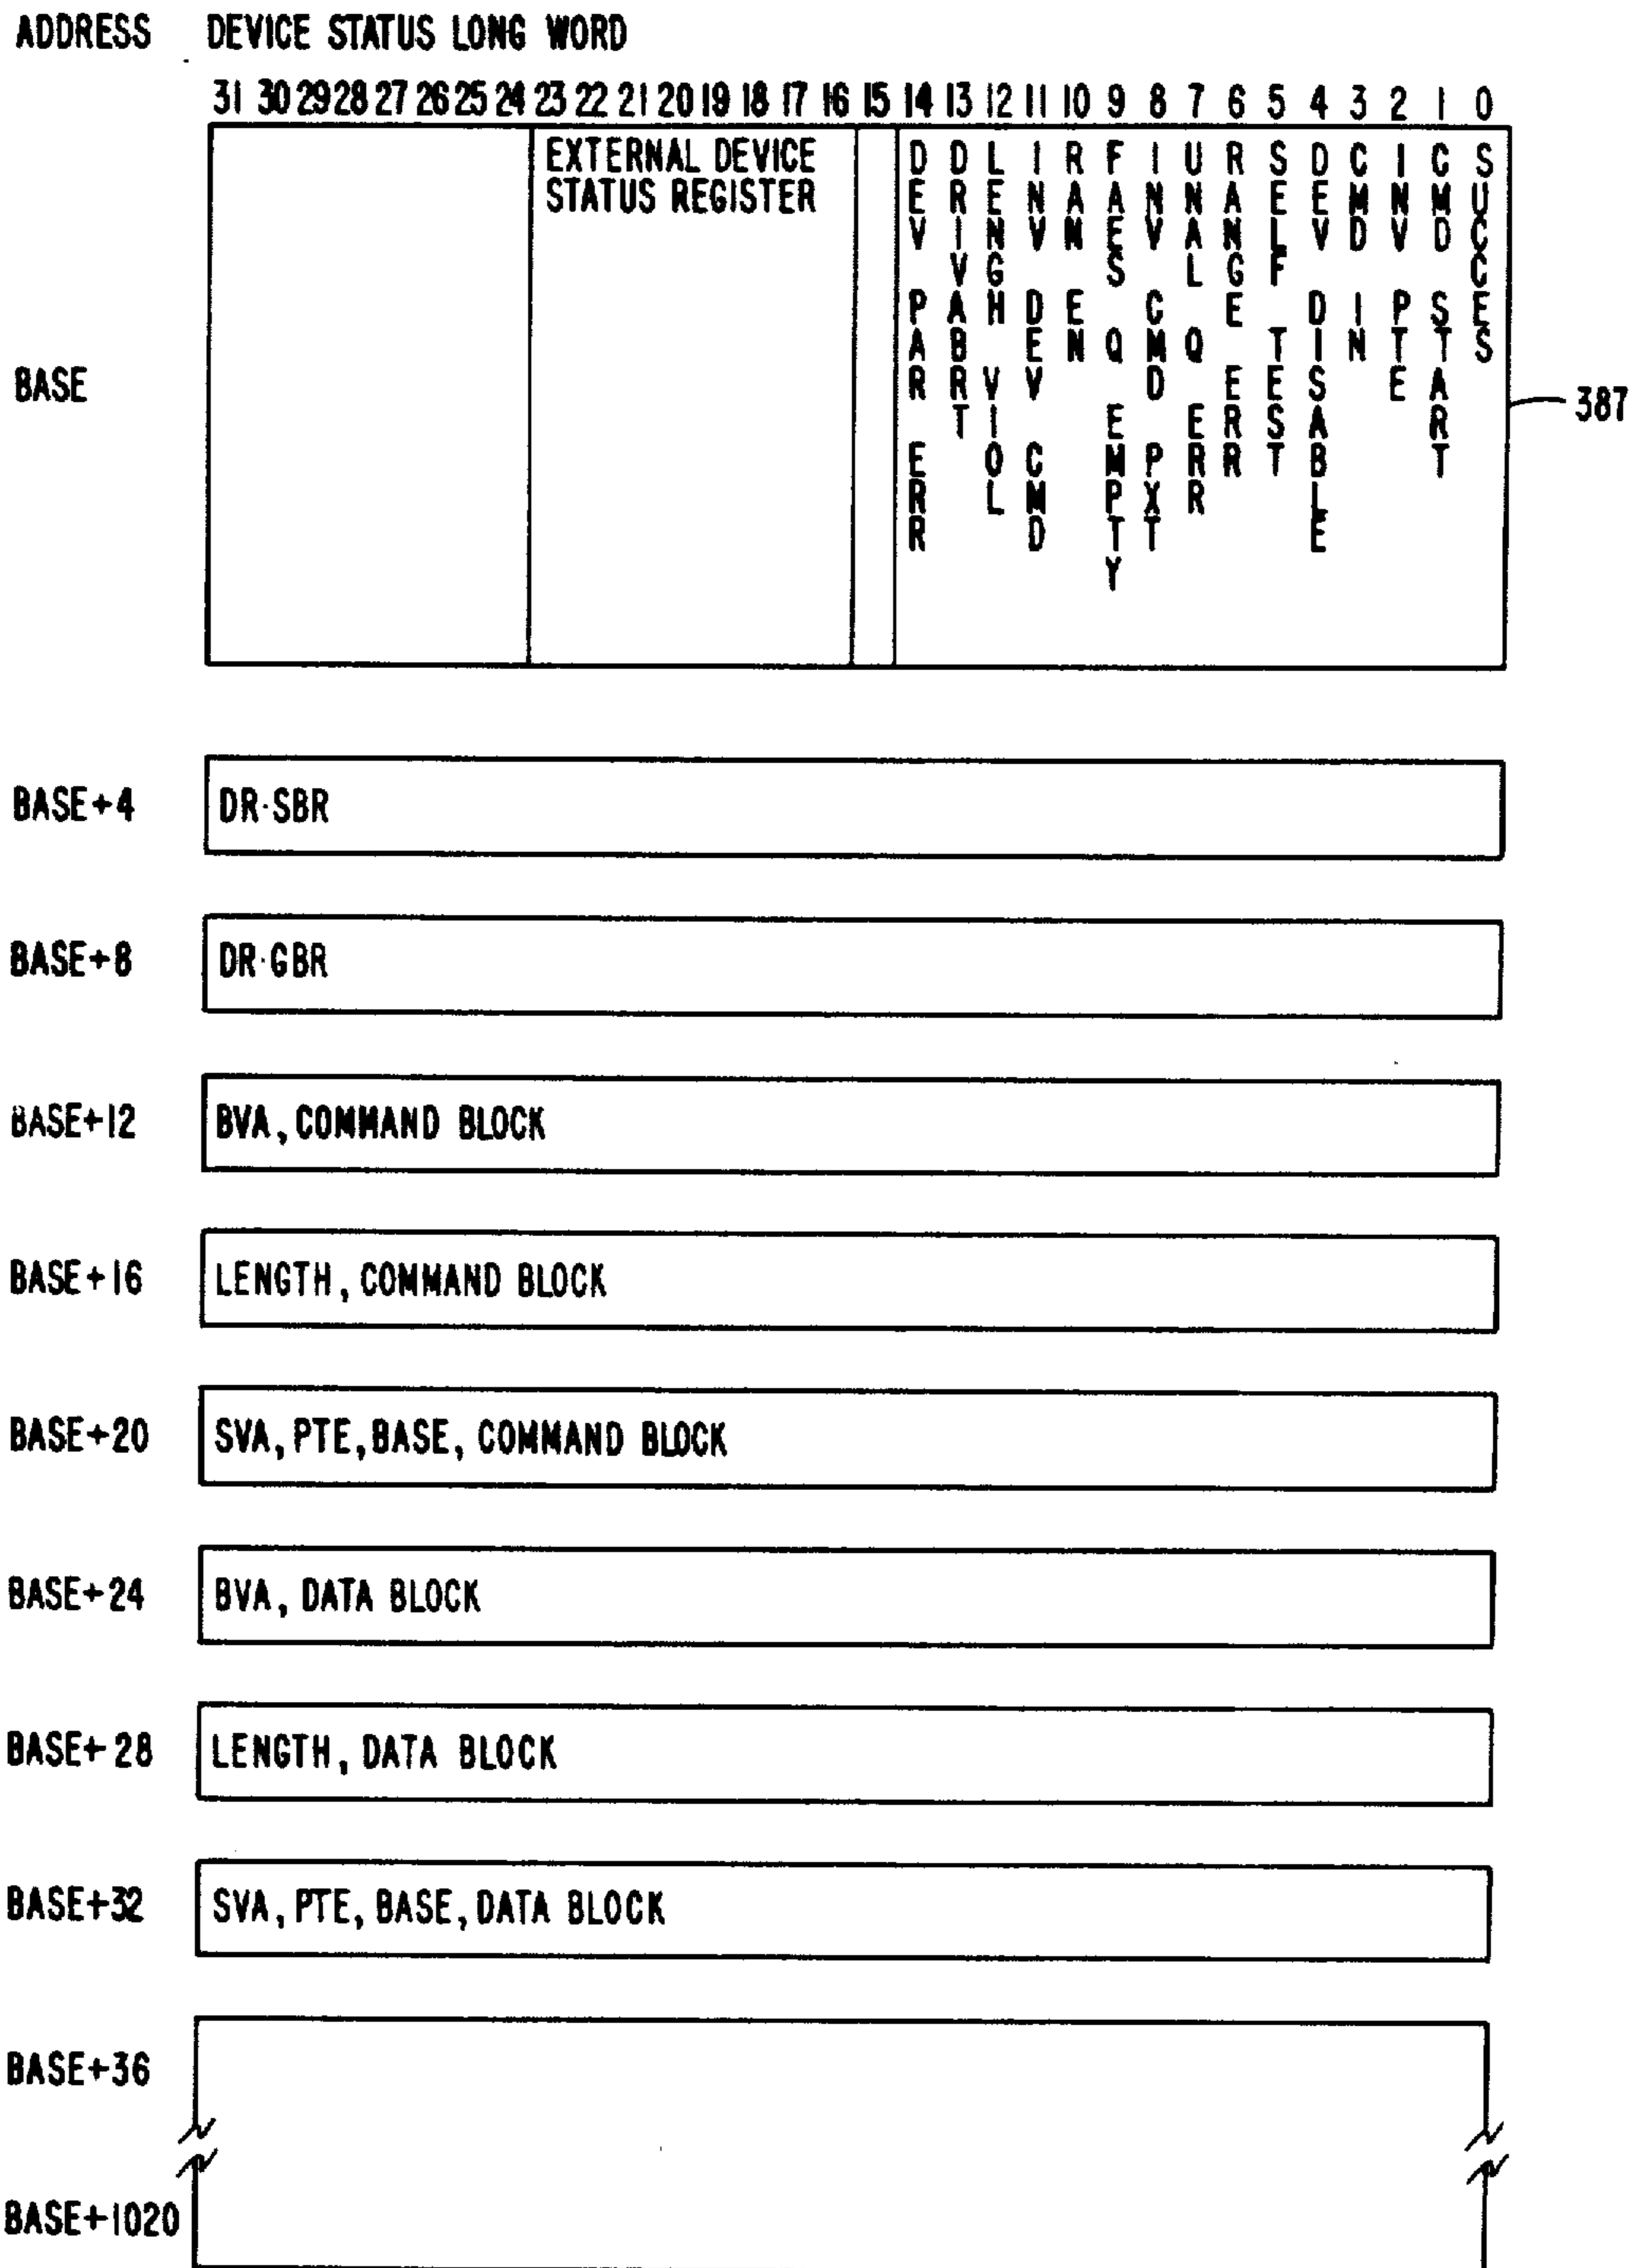 ADDRESS DEVICE STATUS LONG WORD
31 30 29 28 27 26 25 24 23 22 21 20 19 18 17 16 15 14 13 12 11 10 9 8 7 6 5 4 3 2 1 0
BASE
EXTERNAL DEVICE
STATUS REGISTER
DEV PAR ERR
DRIVABRT
LENGH VIOL
INV DEV CMD
RAM EN
FAES Q EMPTY
INV CMD PXT
UNAL Q ERR
RANGE ERR
SELF TEST
DEV DISABLE
CMD IN
INV PTE
CMD START
SUCCES
387
BASE+4 DR·SBR
BASE+8 DR·GBR
BASE+12 BVA, COMMAND BLOCK
BASE+16 LENGTH, COMMAND BLOCK
BASE+20 SVA, PTE, BASE, COMMAND BLOCK
BASE+24 BVA, DATA BLOCK
BASE+28 LENGTH, DATA BLOCK
BASE+32 SVA, PTE, BASE, DATA BLOCK
BASE+36
BASE+1020